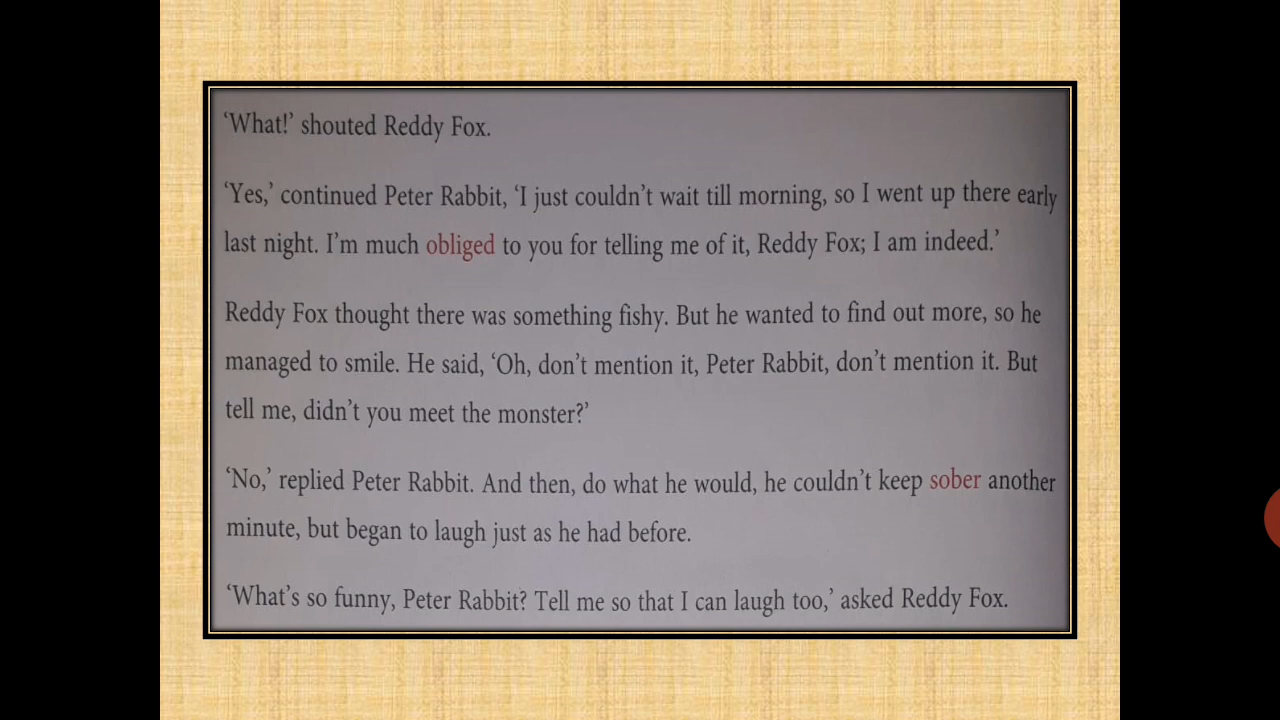 ‘What!’ shouted Reddy Fox.
‘Yes,’ continued Peter Rabbit, ‘I just couldn’t wait till morning, so I went up there early
last night. I’m much obliged to you for telling me of it, Reddy Fox; I am indeed.’
Reddy Fox thought there was something fishy. But he wanted to find out more, so he
managed to smile. He said, ‘Oh, don’t mention it, Peter Rabbit, don’t mention it. But
tell me, didn’t you meet the monster?’
‘No,’ replied Peter Rabbit. And then, do what he would, he couldn’t keep sober another
minute, but began to laugh just as he had before.
‘What’s so funny, Peter Rabbit? Tell me so that I can laugh too,’ asked Reddy Fox.